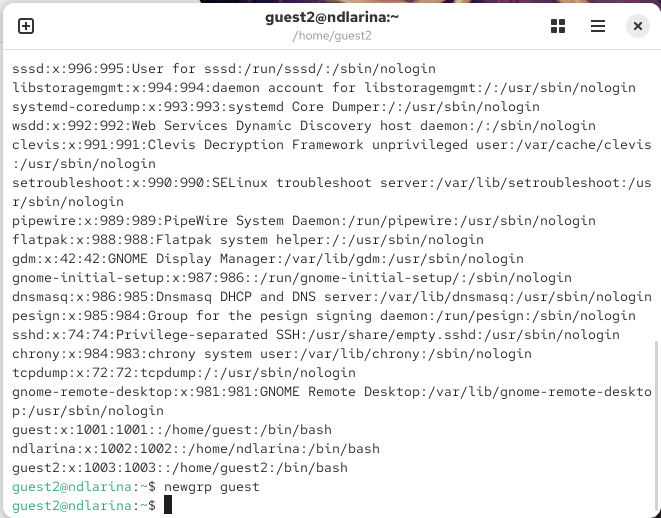 guest2@ndlarina:~
/home/guest2
sssd:x:996:995:User for sssd:/run/sssd/:/sbin/nologin
libstoragemgmt:x:994:994:daemon account for libstoragemgmt:/:/usr/sbin/nologin
systemd-coredump:x:993:993:systemd Core Dumper:/:/usr/sbin/nologin
wsdd:x:992:992:Web Services Dynamic Discovery host daemon:/:/sbin/nologin
clevis:x:991:991:Clevis Decryption Framework unprivileged user:/var/cache/clevis
:/usr/sbin/nologin
setroubleshoot:x:990:990:SELinux troubleshoot server:/var/lib/setroubleshoot:/us
r/sbin/nologin
pipewire:x:989:989:PipeWire System Daemon:/run/pipewire:/usr/sbin/nologin
flatpak:x:988:988:Flatpak system helper:/:/usr/sbin/nologin
gdm:x:42:42:GNOME Display Manager:/var/lib/gdm:/usr/sbin/nologin
gnome-initial-setup:x:987:986::/run/gnome-initial-setup/:/sbin/nologin
dnsmasq:x:986:985:Dnsmasq DHCP and DNS server:/var/lib/dnsmasq:/usr/sbin/nologin
pesign:x:985:984:Group for the pesign signing daemon:/run/pesign:/sbin/nologin
sshd:x:74:74:Privilege-separated SSH:/usr/share/empty.sshd:/usr/sbin/nologin
chrony:x:984:983:chrony system user:/var/lib/chrony:/sbin/nologin
tcpdump:x:72:72:tcpdump:/:/usr/sbin/nologin
gnome-remote-desktop:x:981:981:GNOME Remote Desktop:/var/lib/gnome-remote-deskto
p:/usr/sbin/nologin
guest:x:1001:1001::/home/guest:/bin/bash
ndlarina:x:1002:1002::/home/ndlarina:/bin/bash
guest2:x:1003:1003::/home/guest2:/bin/bash
guest2@ndlarina:~$ newgrp guest
guest2@ndlarina:~$